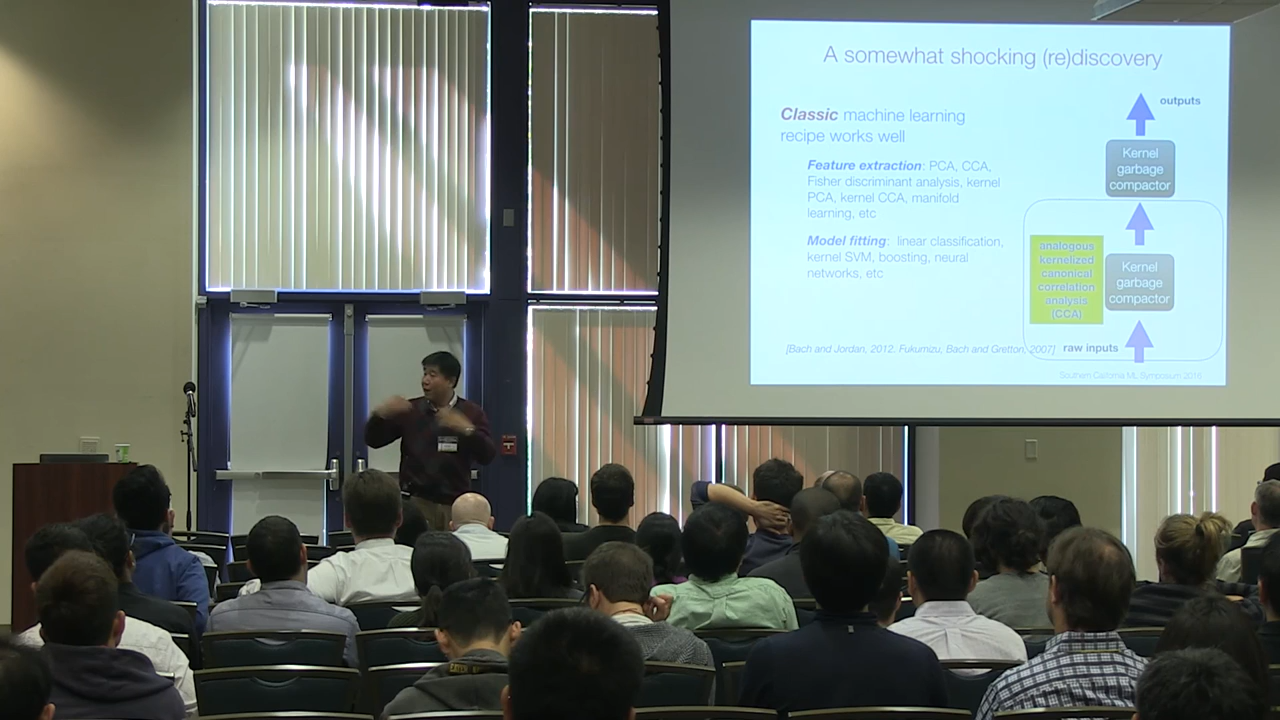 A somewhat shocking (re)discovery
Classic machine learning
recipe works well
Feature extraction: PCA, CCA,
Fisher discriminant analysis, kernel
PCA, kernel CCA, manifold
learning, etc
Model fitting: linear classification,
kernel SVM, boosting, neural
networks, etc
[Bach and Jordan, 2012. Fukumizu, Bach and Gretton, 2007]
outputs
Kernel
garbage
compactor
analogous
kernelized
canonical
correlation
analysis
(CCA)
Kernel
garbage
compactor
raw inputs
Southern California ML Symposium 2016